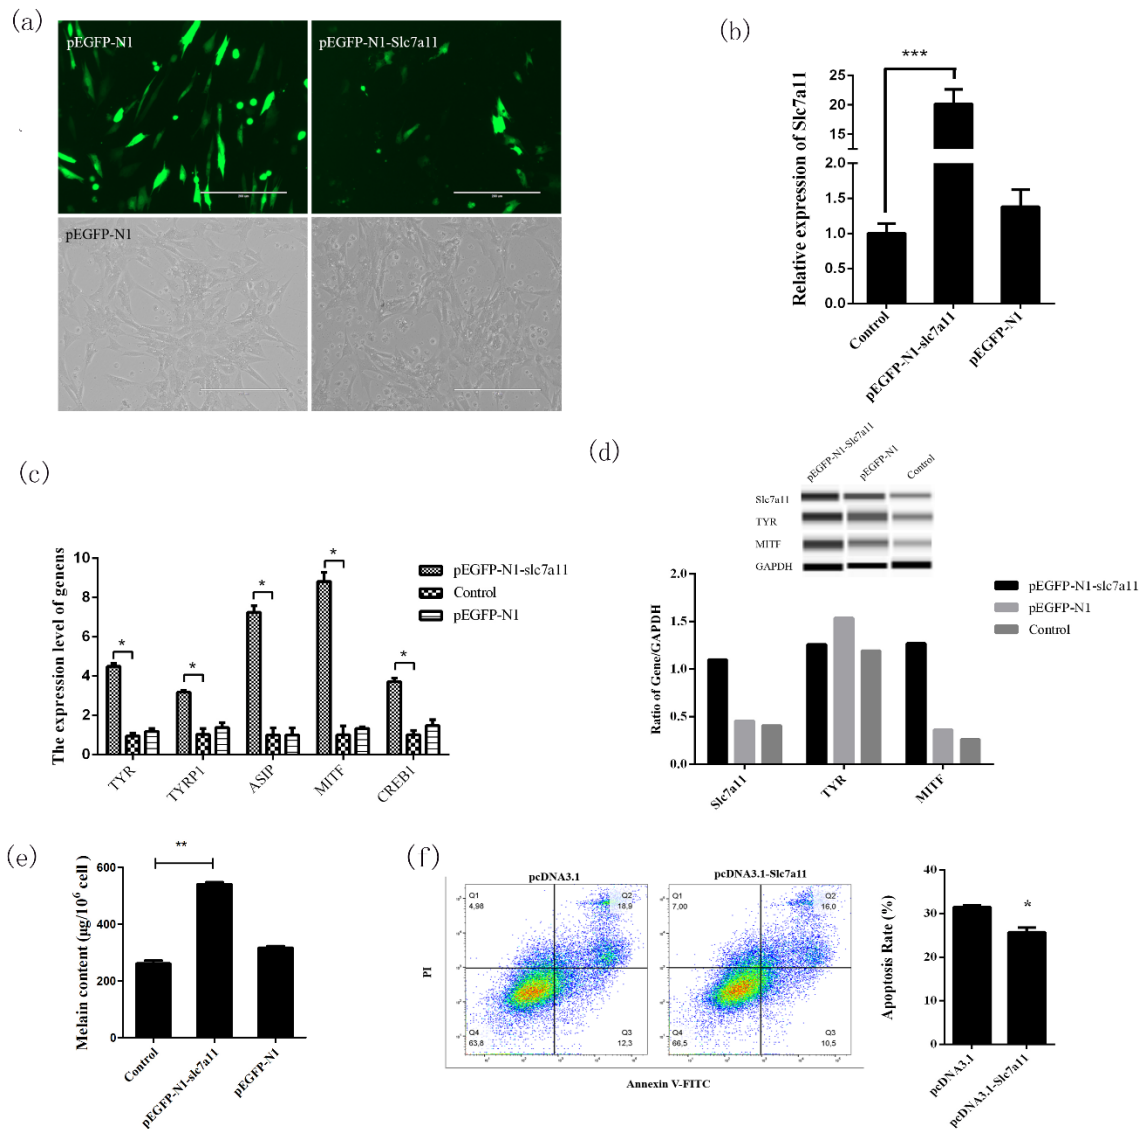 (a)
pEGFP-N1
pEGFP-N1-Slc7a11
pEGFP-N1
(b)
***
Relative expression of Slc7a11
25
20
15
2.0
1.5
1.0
0.5
0.0
Control
pEGFP-N1-slc7a11
pEGFP-N1
(c)
The expression level of genens
10
8
6
4
2
0
*
*
*
*
*
TYR
TYRP1
ASIP
MITF
CREB1
pEGFP-N1-slc7a11
Control
pEGFP-N1
(d)
pEGFP-N1-Slc7a11
pEGFP-N1
Control
Slc7a11
TYR
MITF
GAPDH
Ratio of Gene/GAPDH
2.0
1.5
1.0
0.5
0.0
Slc7a11
TYR
MITF
pEGFP-N1-slc7a11
pEGFP-N1
Control
(e)
**
Melain content (μg/10⁶ cell )
600
400
200
0
Control
pEGFP-N1-slc7a11
pEGFP-N1
(f)
pcDNA3.1
Q1
4,98
Q2
18,9
Q4
63,8
Q3
12,3
pcDNA3.1-Slc7a11
Q1
7,00
Q2
16,0
Q4
66,5
Q3
10,5
PI
Annexin V-FITC
Apoptosis Rate (%)
40
30
20
10
0
*
pcDNA3.1
pcDNA3.1-Slc7a11